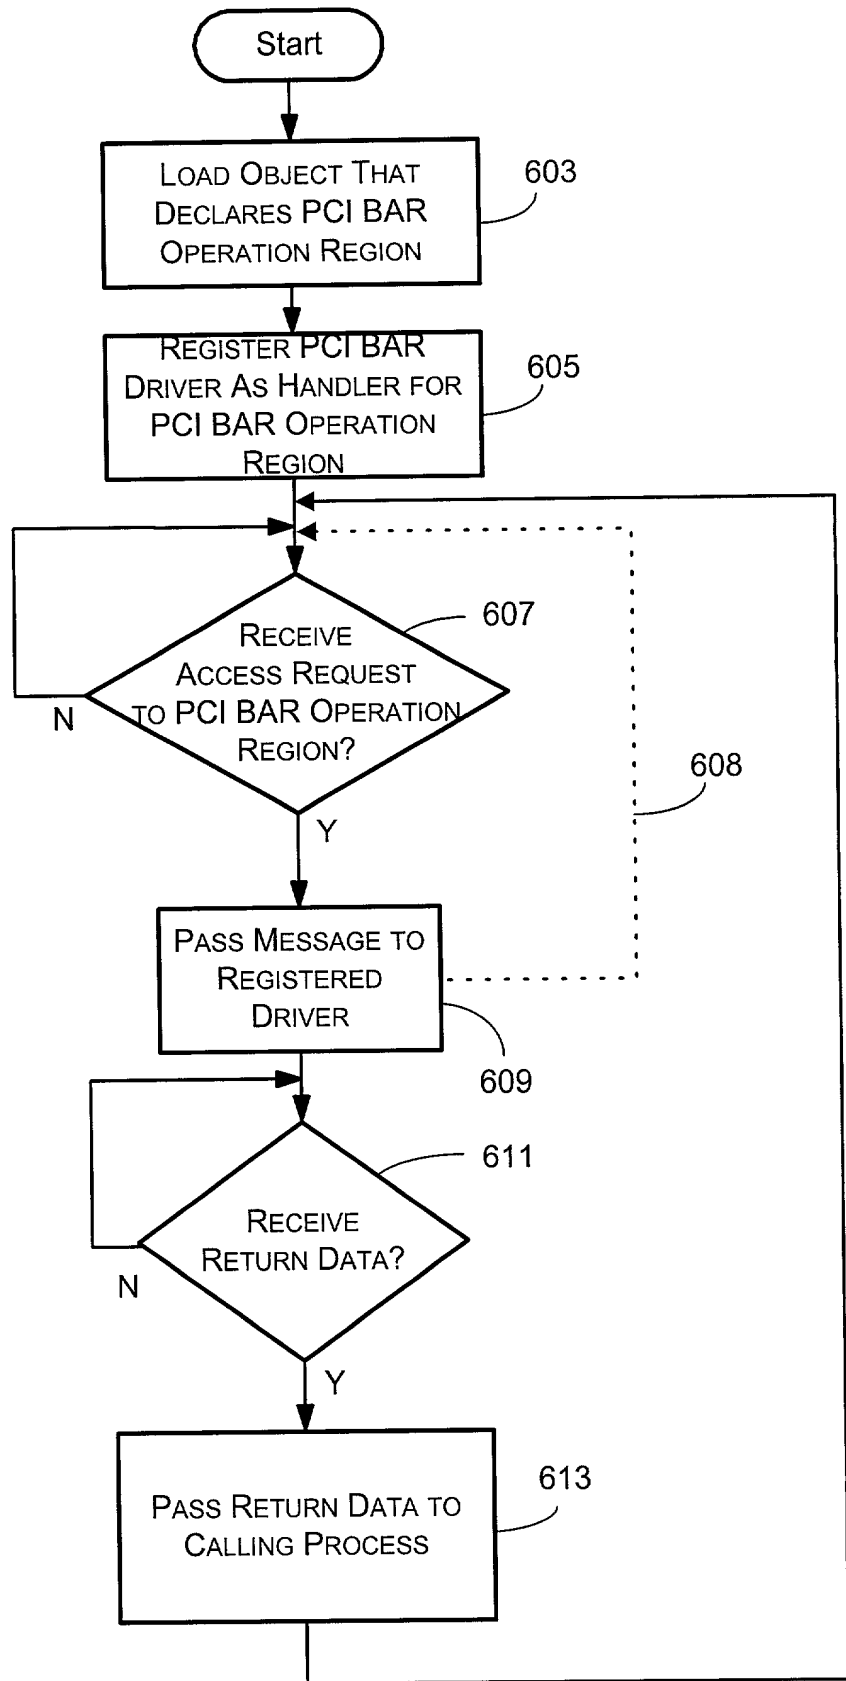 Start
LOAD OBJECT THAT
DECLARES PCI BAR
OPERATION REGION
603
REGISTER PCI BAR
DRIVER AS HANDLER FOR
PCI BAR OPERATION
REGION
605
RECEIVE
ACCESS REQUEST
TO PCI BAR OPERATION
REGION?
607
N
608
Y
PASS MESSAGE TO
REGISTERED
DRIVER
609
611
RECEIVE
RETURN DATA?
N
Y
PASS RETURN DATA TO
CALLING PROCESS
613